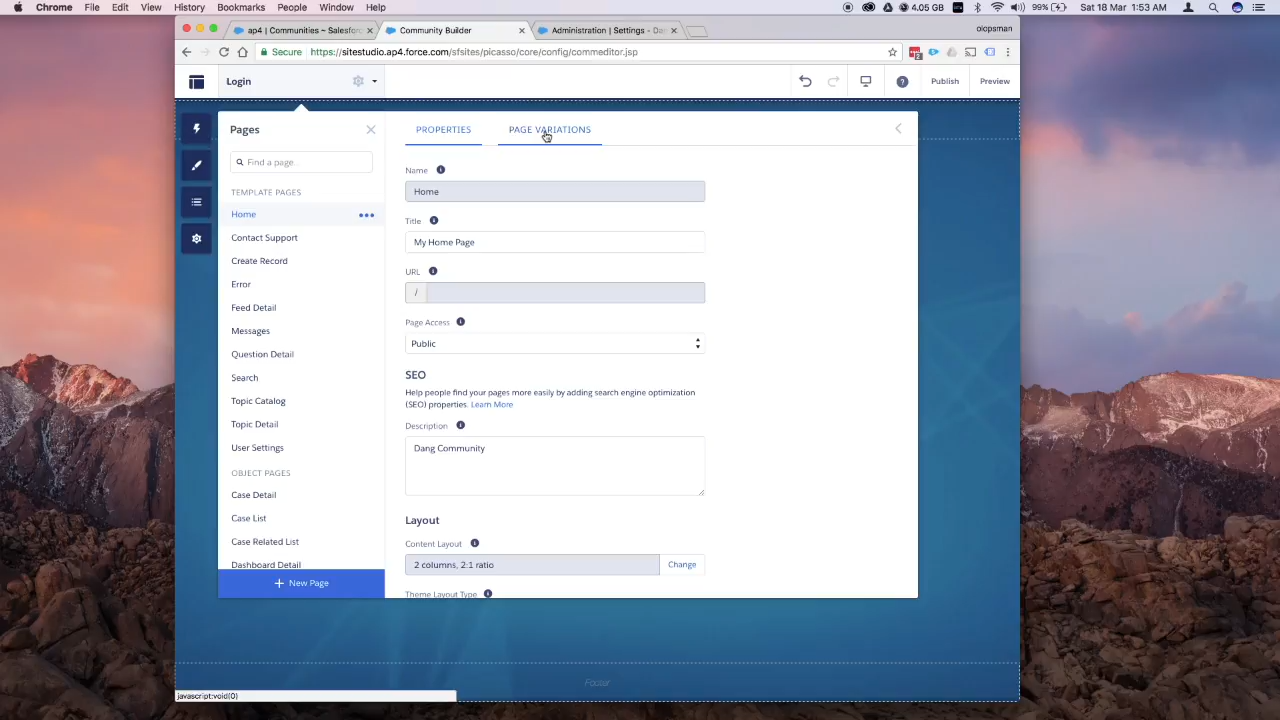 Chrome File Edit View History Bookmarks People Window Help
4.05 GB 99% Sat 18 Mar 1:53 AM
ap4 | Communities ~ Salesforc
Community Builder
Administration | Settings - Da
olopsman
Secure https://sitestudio.ap4.force.com/sfsites/picasso/core/config/commeditor.jsp
Login
Publish
Preview
Pages
Find a page...
TEMPLATE PAGES
Home
Contact Support
Create Record
Error
Feed Detail
Messages
Question Detail
Search
Topic Catalog
Topic Detail
User Settings
OBJECT PAGES
Case Detail
Case List
Case Related List
Dashboard Detail
+ New Page
PROPERTIES
PAGE VARIATIONS
Name
Home
Title
My Home Page
URL
/
Page Access
Public
SEO
Help people find your pages more easily by adding search engine optimization
(SEO) properties. Learn More
Description
Dang Community
Layout
Content Layout
2 columns, 2:1 ratio
Change
Theme Layout Type
Footer
javascript:void(0)